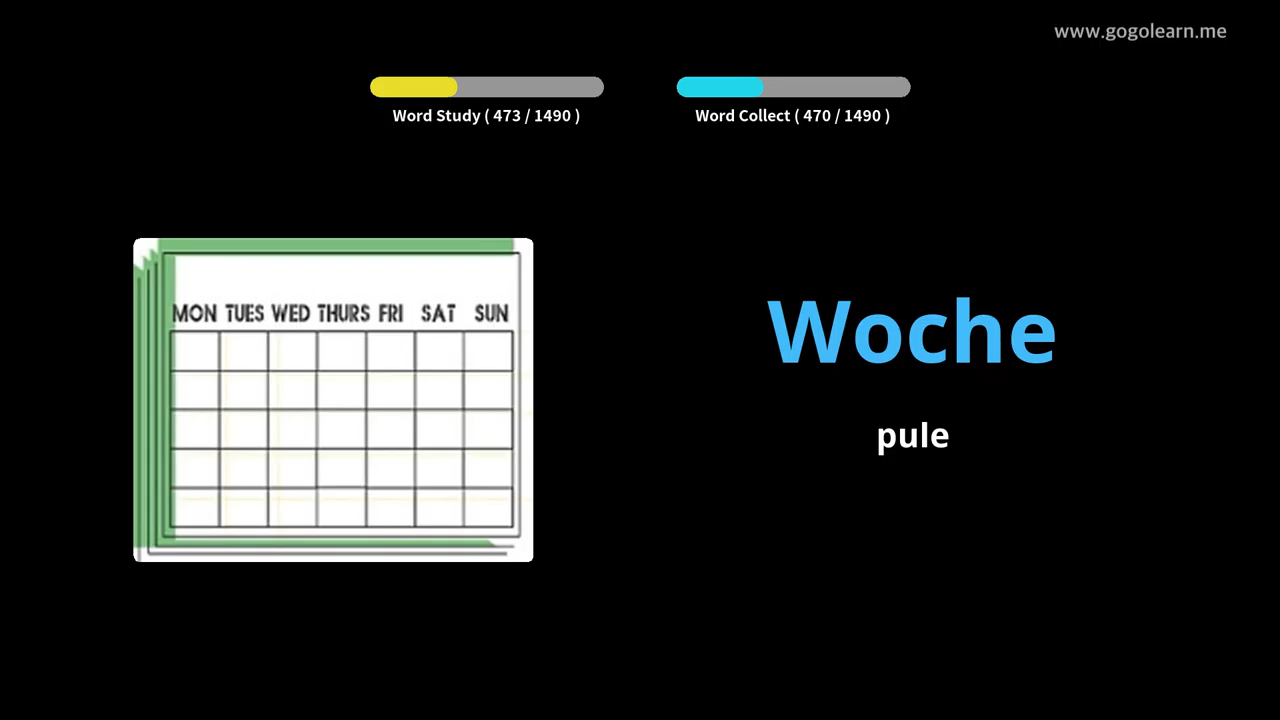 www.gogolearn.me
Word Study ( 473 / 1490 )
Word Collect ( 470 / 1490 )
MON TUES WED THURS FRI SAT SUN
Woche
pule